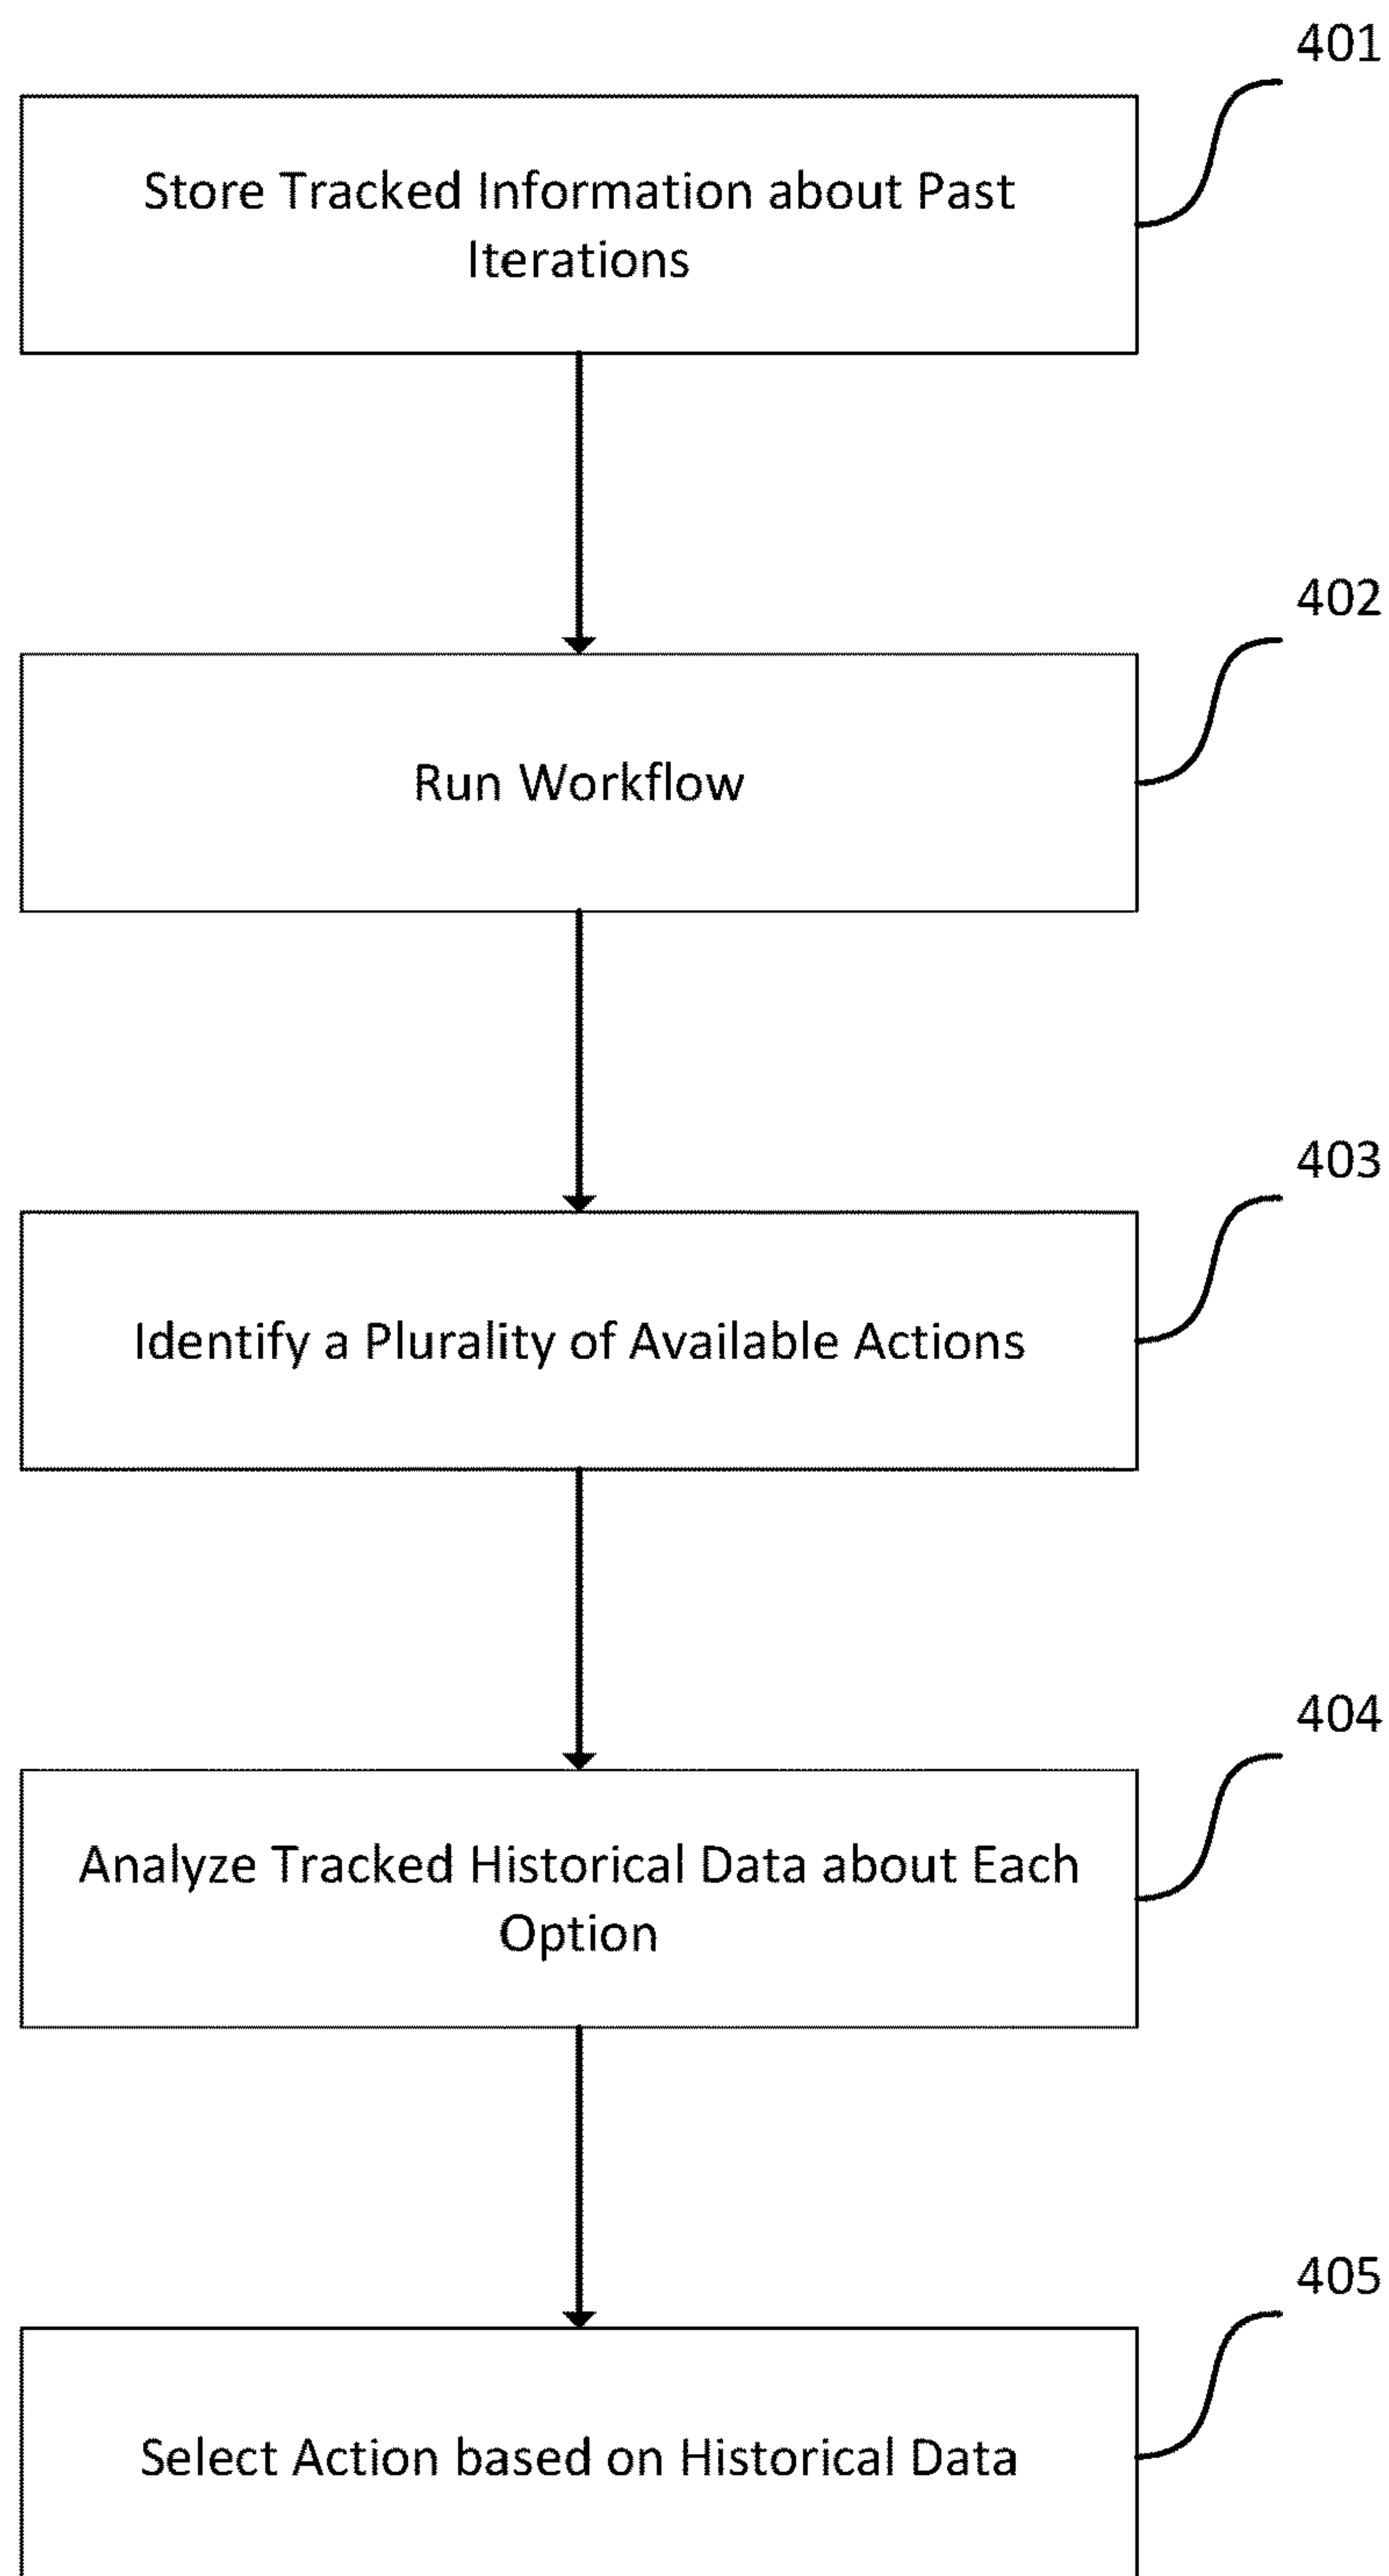 401
Store Tracked Information about Past
Iterations
402
Run Workflow
403
Identify a Plurality of Available Actions
404
Analyze Tracked Historical Data about Each
Option
405
Select Action based on Historical Data